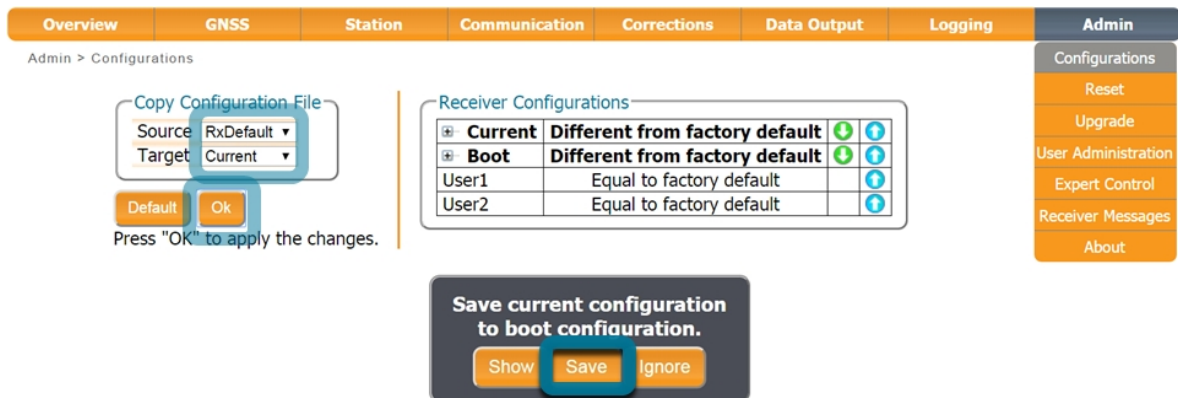 Overview GNSS Station Communication Corrections Data Output Logging Admin
Admin > Configurations
Configurations
Reset
Upgrade
User Administration
Expert Control
Receiver Messages
About
Copy Configuration File
Source RxDefault
Target Current
Default Ok
Press "OK" to apply the changes.
Receiver Configurations
Current Different from factory default
Boot Different from factory default
User1 Equal to factory default
User2 Equal to factory default
Save current configuration
to boot configuration.
Show Save Ignore